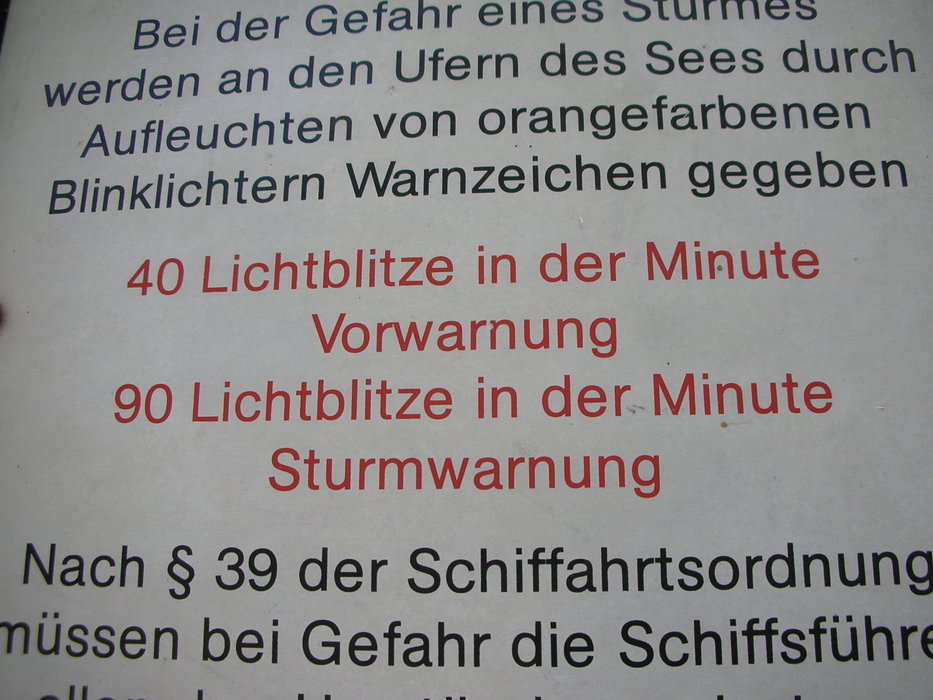 Bei der Gefahr eines Sturmes
werden an den Ufern des Sees durch
Aufleuchten von orangefarbenen
Blinklichtern Warnzeichen gegeben
40 Lichtblitze in der Minute
Vorwarnung
90 Lichtblitze in der Minute
Sturmwarnung
Nach § 39 der Schiffahrtsordnung
müssen bei Gefahr die Schiffsführe